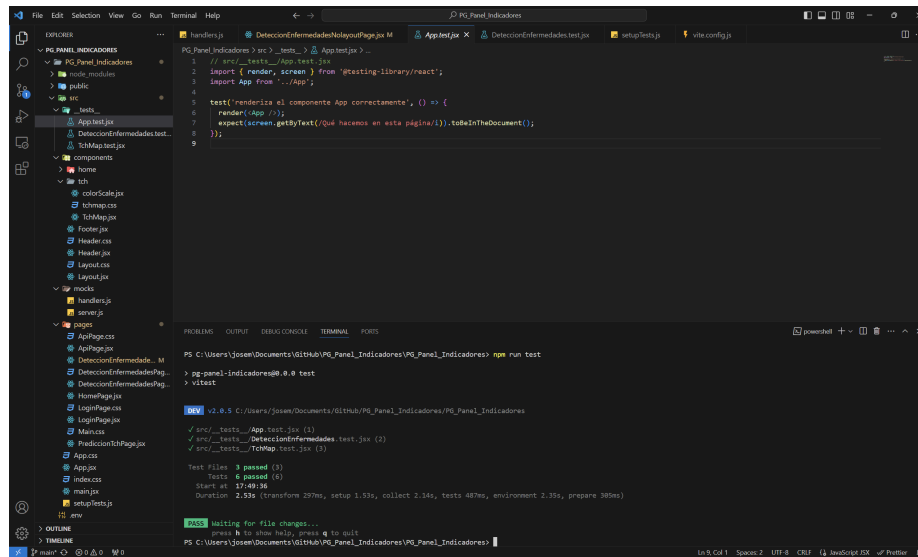 File Edit Selection View Go Run Terminal Help
PG_Panel_Indicadores
EXPLORER
handlers.js
DeteccionEnfermedadesNolayoutPage.jsx M
App.test.jsx
DeteccionEnfermedades.test.jsx
setupTests.js
vite.config.js
PG_PANEL_INDICADORES
PG_Panel_Indicadores
node_modules
public
src
__tests__
App.test.jsx
DeteccionEnfermedades.test...
TchMap.test.jsx
components
home
tch
colorScale.jsx
tchmap.css
TchMap.jsx
Footer.jsx
Header.css
Header.jsx
Layout.css
Layout.jsx
mocks
handlers.js
server.js
pages
ApiPage.css
ApiPage.jsx
DeteccionEnfermedade... M
DeteccionEnfermedadesPag...
DeteccionEnfermedadesPag...
HomePage.jsx
LoginPage.css
LoginPage.jsx
Main.css
PrediccionTchPage.jsx
App.css
App.jsx
index.css
main.jsx
setupTests.js
.env
OUTLINE
TIMELINE
PG_Panel_Indicadores > src > __tests__ > App.test.jsx > ...
1 // src/__tests__/App.test.jsx
2 import { render, screen } from '@testing-library/react';
3 import App from '../App';
4
5 test('renderiza el componente App correctamente', () => {
6 render(<App />);
7 expect(screen.getByText(/Qué hacemos en esta página/i)).toBeInTheDocument();
8 });
9
PROBLEMS OUTPUT DEBUG CONSOLE TERMINAL PORTS
powershell
PS C:\Users\josem\Documents\GitHub\PG_Panel_Indicadores\PG_Panel_Indicadores> npm run test
> pg-panel-indicadores@0.0.0 test
> vitest
DEV v2.0.5 C:/Users/josem/Documents/GitHub/PG_Panel_Indicadores/PG_Panel_Indicadores
✓ src/__tests__/App.test.jsx (1)
✓ src/__tests__/DeteccionEnfermedades.test.jsx (2)
✓ src/__tests__/TchMap.test.jsx (3)
Test Files 3 passed (3)
Tests 6 passed (6)
Start at 17:49:36
Duration 2.53s (transform 297ms, setup 1.53s, collect 2.14s, tests 487ms, environment 2.35s, prepare 305ms)
PASS Waiting for file changes...
press h to show help, press q to quit
PS C:\Users\josem\Documents\GitHub\PG_Panel_Indicadores\PG_Panel_Indicadores>
main* 0 0 0 Ln 9, Col 1 Spaces: 2 UTF-8 CRLF JavaScript JSX Prettier